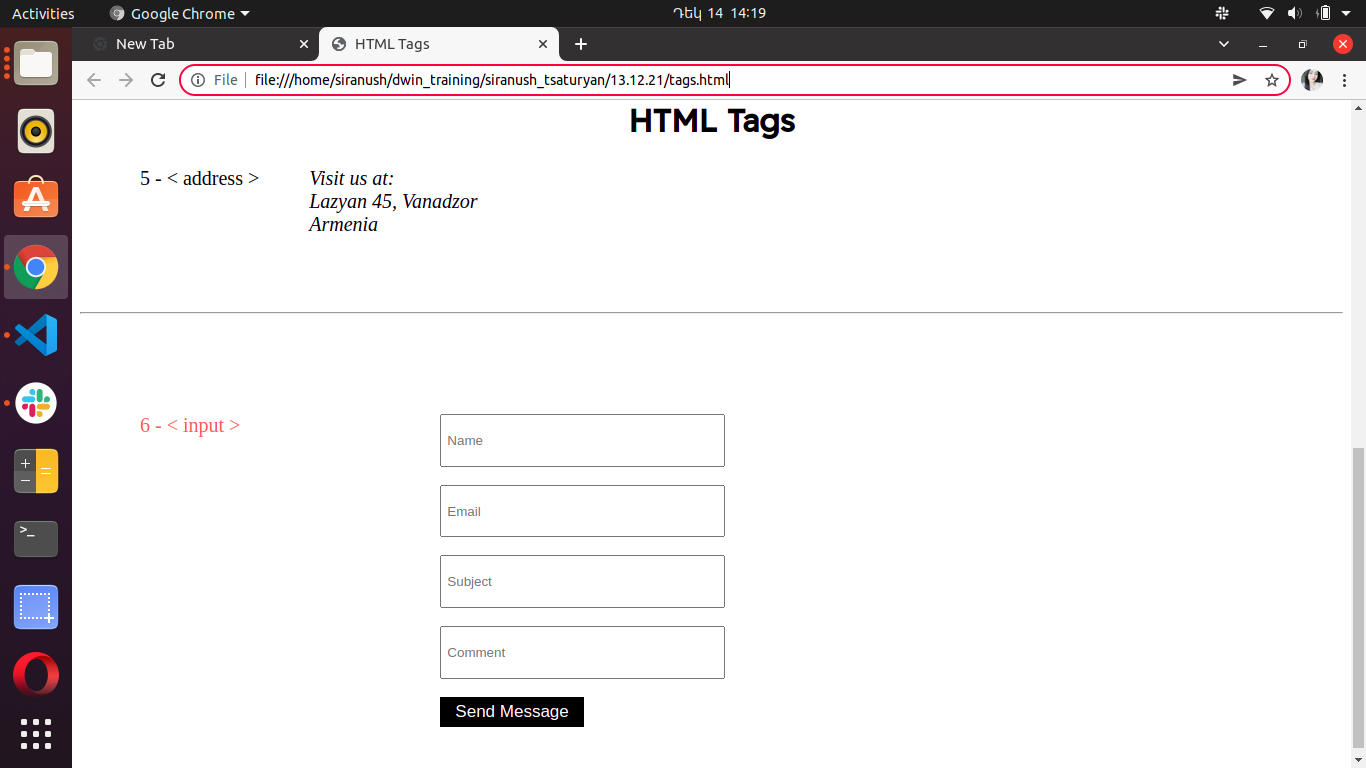 Activities
Google Chrome
Դեկ 14 14:19
New Tab
HTML Tags
File
file:///home/siranush/dwin_training/siranush_tsaturyan/13.12.21/tags.html
HTML Tags
5 - < address >
Visit us at:
Lazyan 45, Vanadzor
Armenia
6 - < input >
Name
Email
Subject
Comment
Send Message